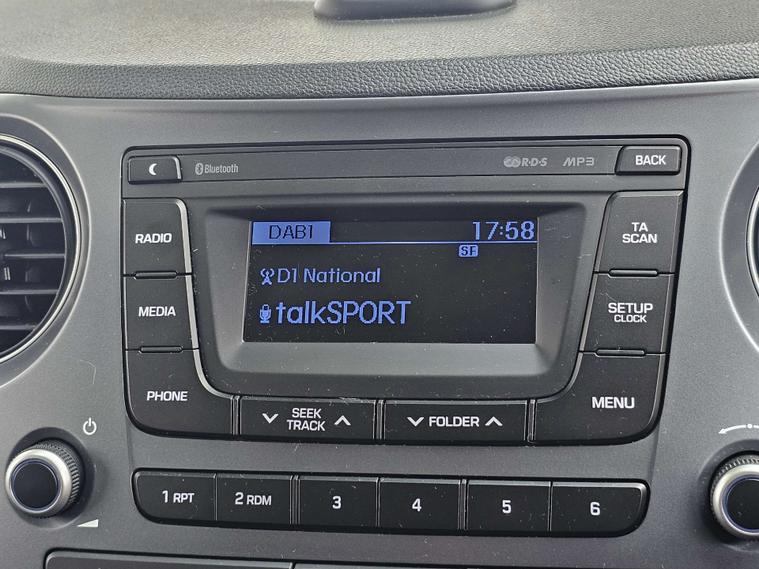 Bluetooth
R·D·S
MP3
BACK
RADIO
DAB1
17:58
TA
SCAN
SF
D1 National
MEDIA
talkSPORT
SETUP
CLOCK
PHONE
SEEK
TRACK
FOLDER
MENU
1 RPT
2 RDM
3
4
5
6